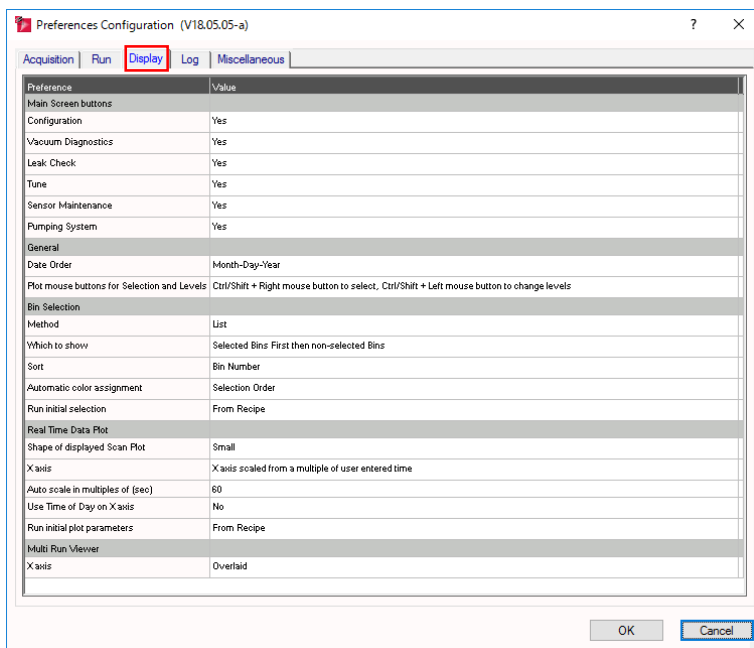 Preferences Configuration (V18.05.05-a) ? ×
Acquisition Run Display Log Miscellaneous
Preference Value
Main Screen buttons
Configuration Yes
Vacuum Diagnostics Yes
Leak Check Yes
Tune Yes
Sensor Maintenance Yes
Pumping System Yes
General
Date Order Month-Day-Year
Plot mouse buttons for Selection and Levels Ctrl/Shift + Right mouse button to select, Ctrl/Shift + Left mouse button to change levels
Bin Selection
Method List
Which to show Selected Bins First then non-selected Bins
Sort Bin Number
Automatic color assignment Selection Order
Run initial selection From Recipe
Real Time Data Plot
Shape of displayed Scan Plot Small
X axis X axis scaled from a multiple of user entered time
Auto scale in multiples of (sec) 60
Use Time of Day on X axis No
Run initial plot parameters From Recipe
Multi Run Viewer
X axis Overlaid
OK Cancel